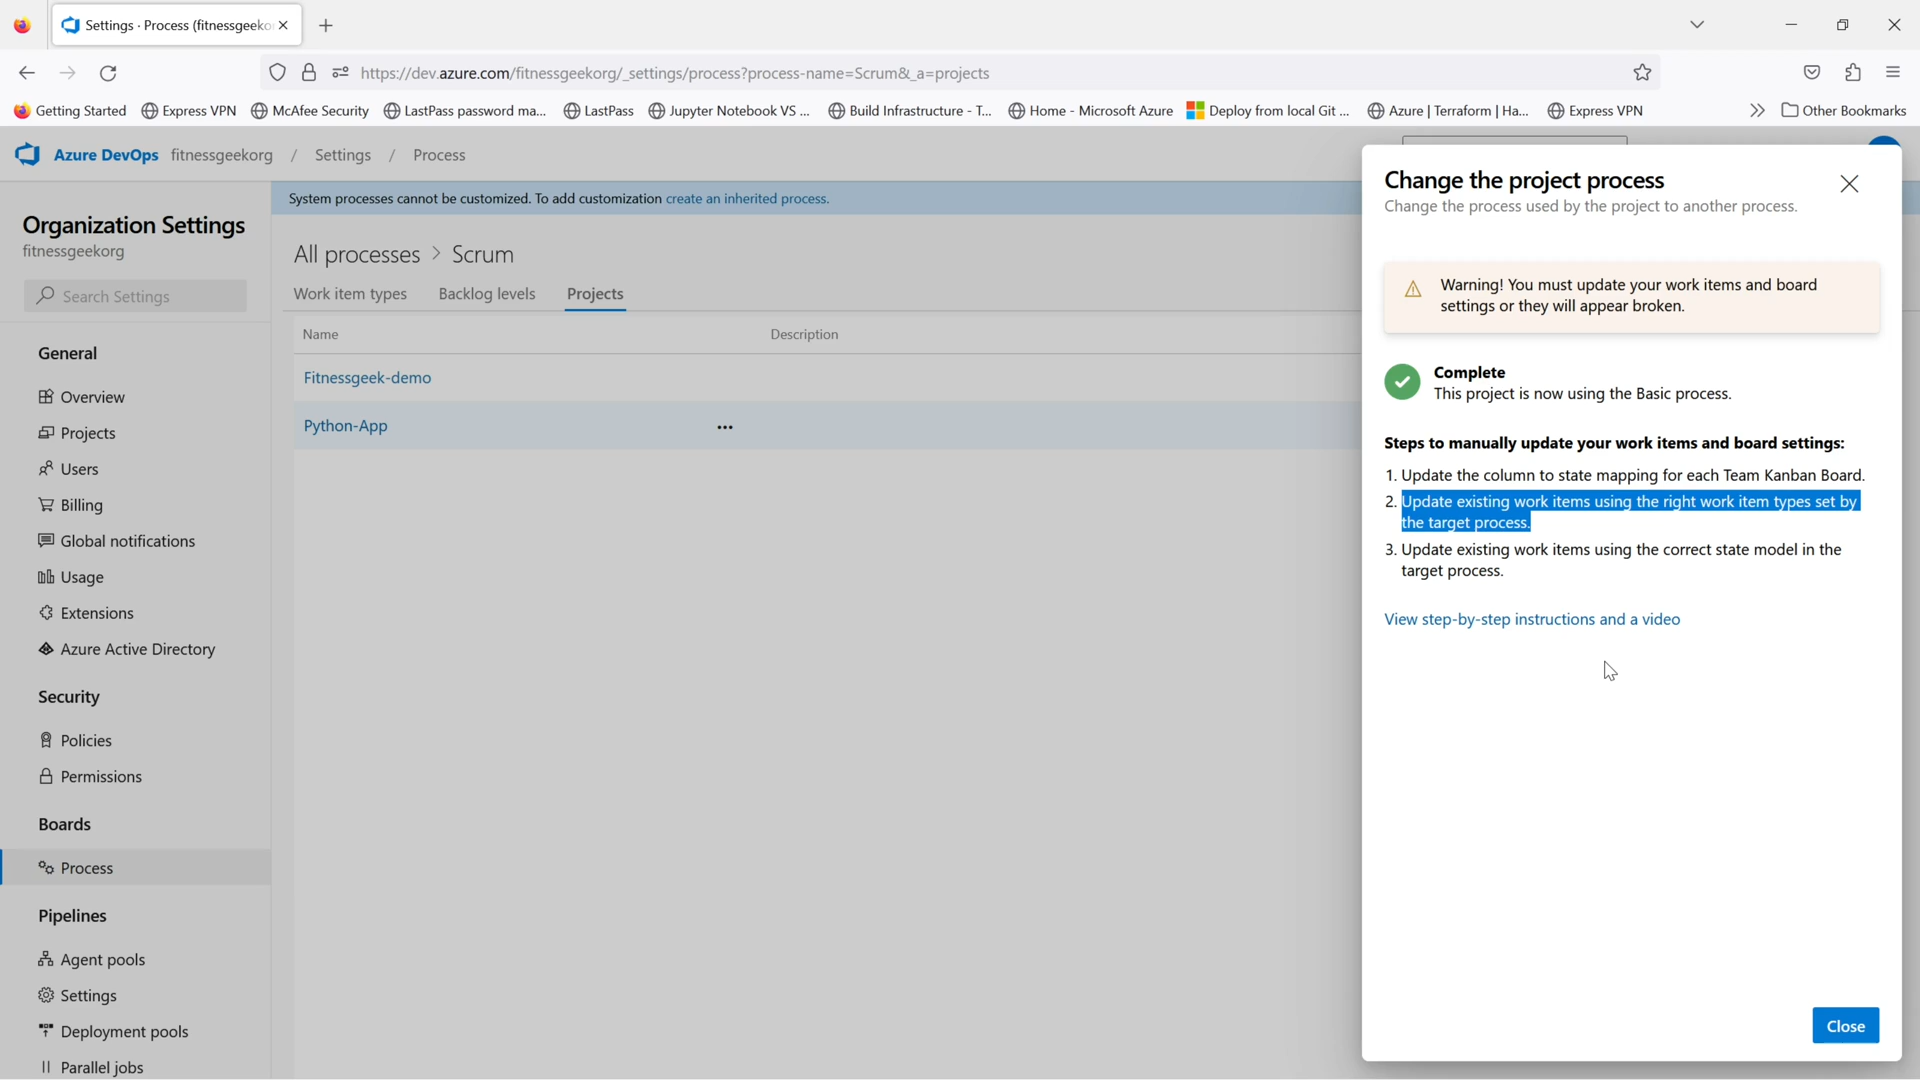 Settings · Process (fitnessgeeko
https://dev.azure.com/fitnessgeekorg/_settings/process?process-name=Scrum&_a=projects
Getting Started
Express VPN
McAfee Security
LastPass password ma...
LastPass
Jupyter Notebook VS ...
Build Infrastructure - T...
Home - Microsoft Azure
Deploy from local Git ...
Azure | Terraform | Ha...
Express VPN
Other Bookmarks
Azure DevOps fitnessgeekorg / Settings / Process
Organization Settings
fitnessgeekorg
Search Settings
General
Overview
Projects
Users
Billing
Global notifications
Usage
Extensions
Azure Active Directory
Security
Policies
Permissions
Boards
Process
Pipelines
Agent pools
Settings
Deployment pools
Parallel jobs
System processes cannot be customized. To add customization create an inherited process.
All processes > Scrum
Work item types Backlog levels Projects
Name Description
Fitnessgeek-demo
Python-App
Change the project process
Change the process used by the project to another process.
Warning! You must update your work items and board
settings or they will appear broken.
Complete
This project is now using the Basic process.
Steps to manually update your work items and board settings:
1. Update the column to state mapping for each Team Kanban Board.
2. Update existing work items using the right work item types set by
the target process.
3. Update existing work items using the correct state model in the
target process.
View step-by-step instructions and a video
Close